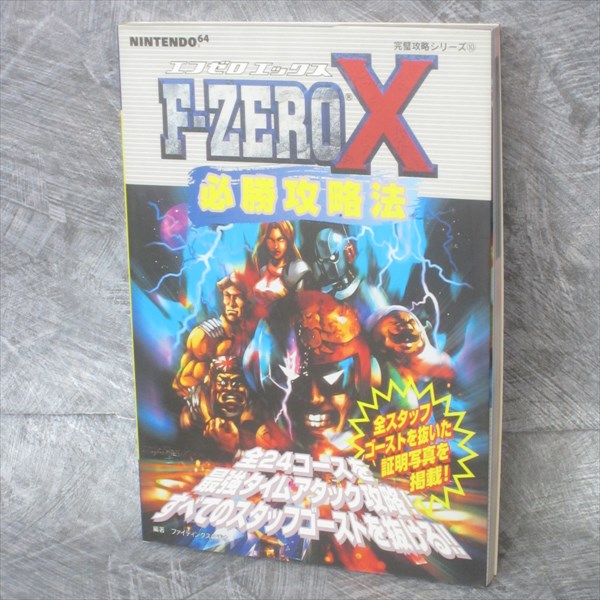 NINTENDO.64
完璧攻略シリーズ
エフゼロ エックス
F-ZERO X
必勝攻略法
全スタッフ
ゴーストを抜いた
証明写真を
掲載!
全24コースを
最強タイムアタック攻略!
すべてのスタッフゴーストを抜ける!!
編著